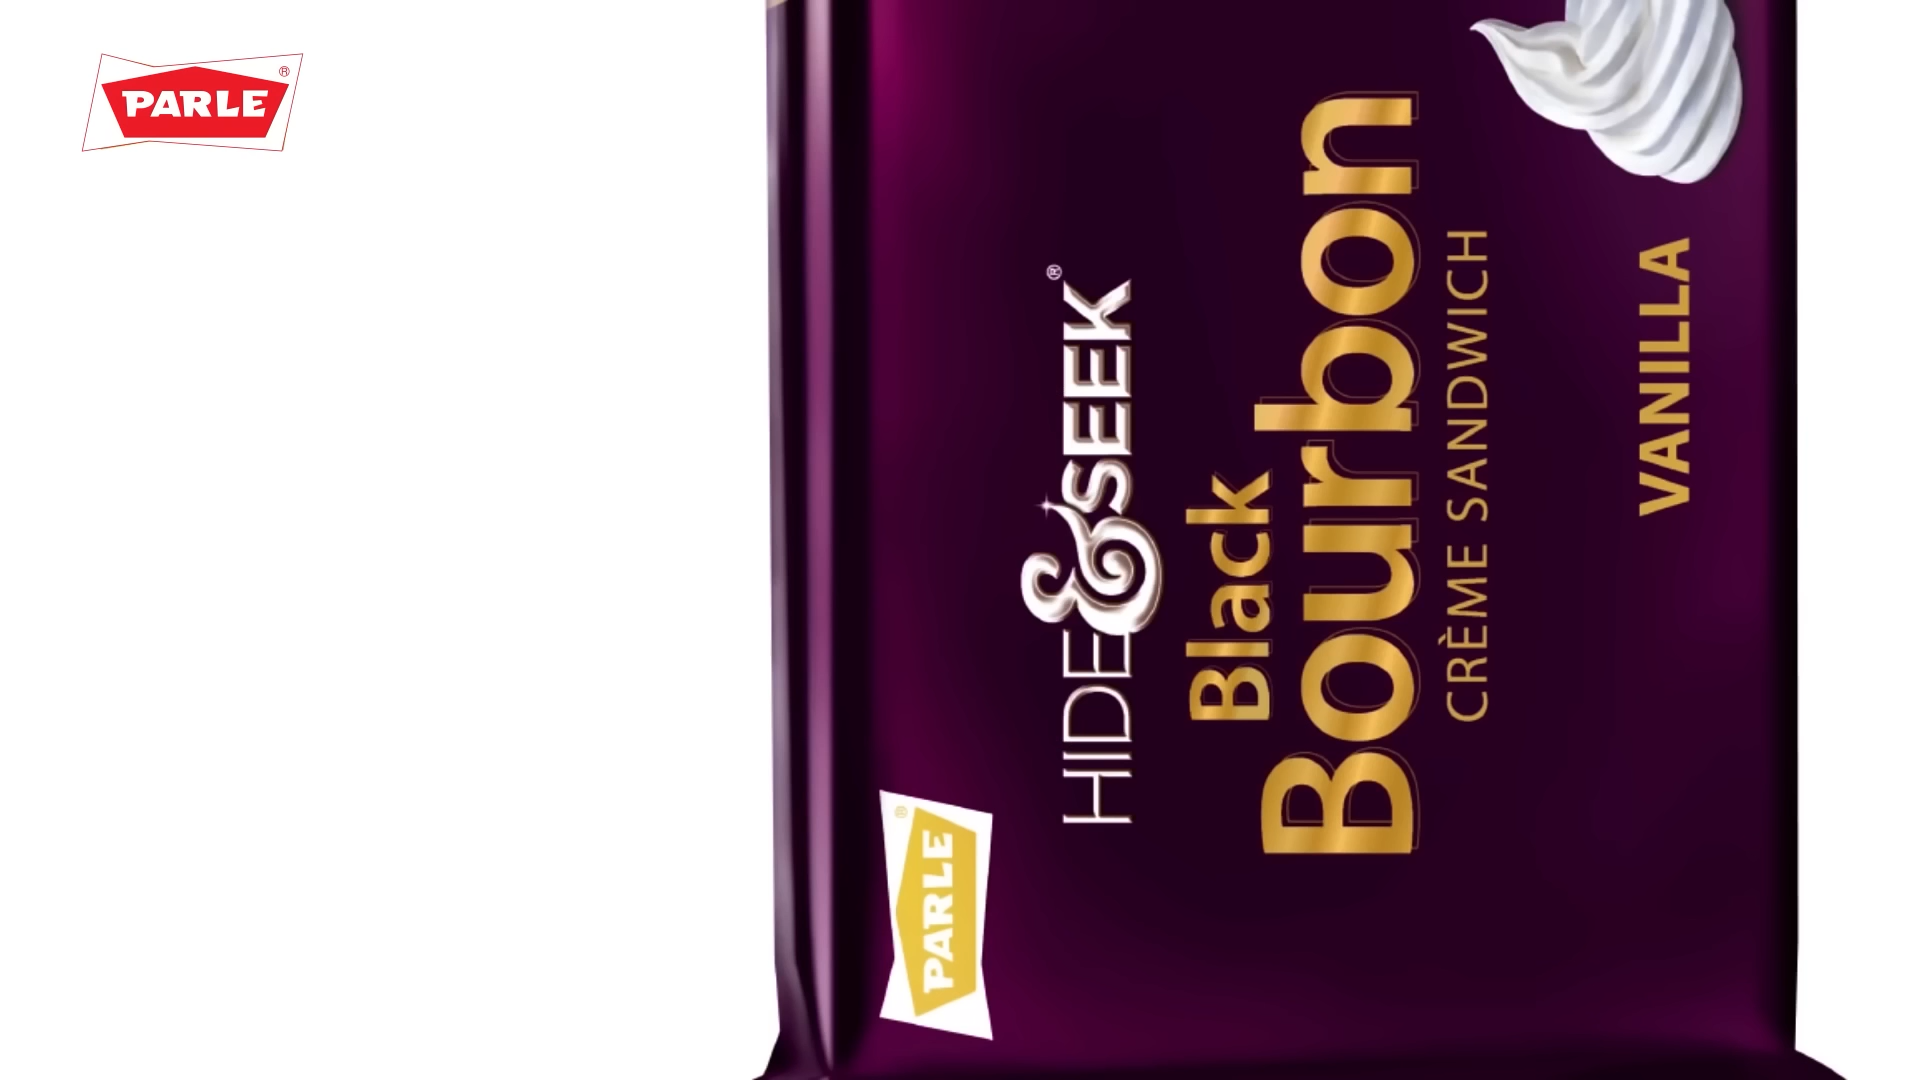 PARLE ®
PARLE ®
HIDE & SEEK ®
Black
Bourbon
CRÈME SANDWICH
VANILLA